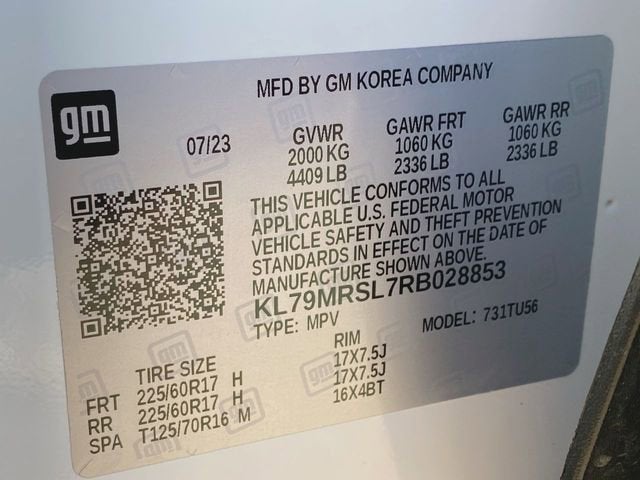 MFD BY GM KOREA COMPANY
gm
07/23
GVWR GAWR FRT GAWR RR
2000 KG 1060 KG 1060 KG
4409 LB 2336 LB 2336 LB
THIS VEHICLE CONFORMS TO ALL
APPLICABLE U.S. FEDERAL MOTOR
VEHICLE SAFETY AND THEFT PREVENTION
STANDARDS IN EFFECT ON THE DATE OF
MANUFACTURE SHOWN ABOVE.
KL79MRSL7RB028853
TYPE: MPV MODEL: 731TU56
TIRE SIZE RIM
FRT 225/60R17 H 17X7.5J
RR 225/60R17 H 17X7.5J
SPA T125/70R16 M 16X4BT